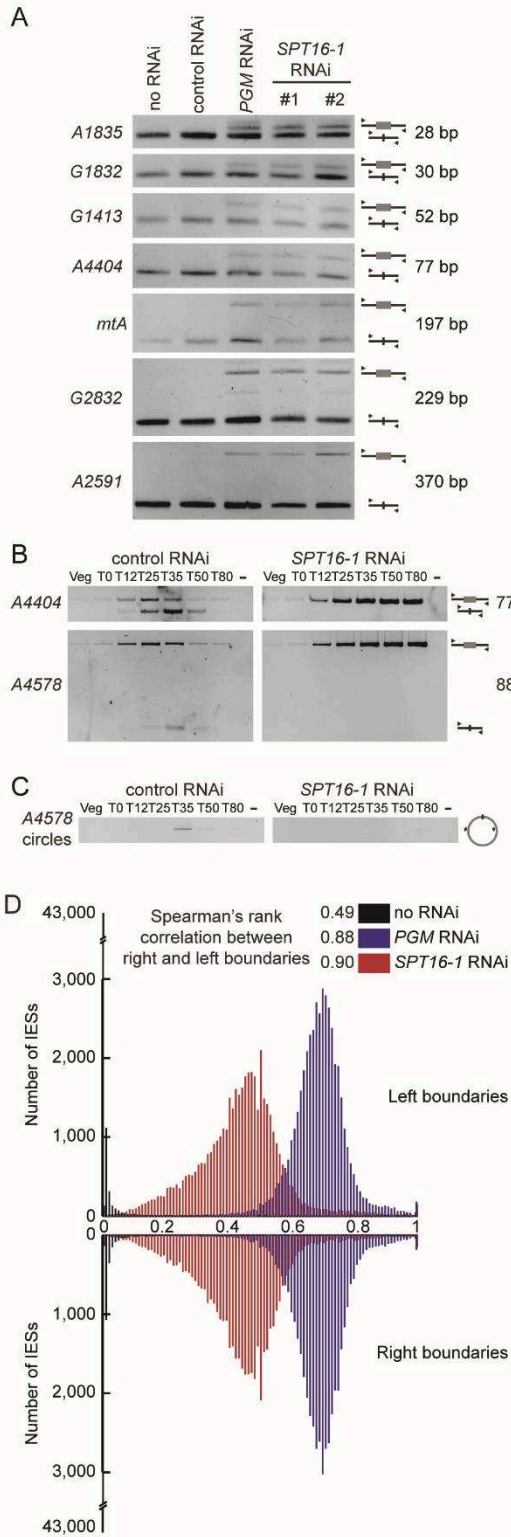 A
no RNAi
control RNAi
PGM RNAi
SPT16-1
RNAi
#1 #2
A1835 28 bp
G1832 30 bp
G1413 52 bp
A4404 77 bp
mtA 197 bp
G2832 229 bp
A2591 370 bp
B
control RNAi SPT16-1 RNAi
Veg T0 T12 T25 T35 T50 T80 – Veg T0 T12 T25 T35 T50 T80 –
A4404 77
A4578 88
C
control RNAi SPT16-1 RNAi
Veg T0 T12 T25 T35 T50 T80 – Veg T0 T12 T25 T35 T50 T80 –
A4578
circles
D
43,000
Spearman's rank
correlation between
right and left boundaries
0.49 no RNAi
0.88 PGM RNAi
0.90 SPT16-1 RNAi
3,000
2,000
1,000
0
Number of IESs
Left boundaries
0 0.2 0.4 0.6 0.8 1
0
1,000
2,000
3,000
43,000
Number of IESs
Right boundaries